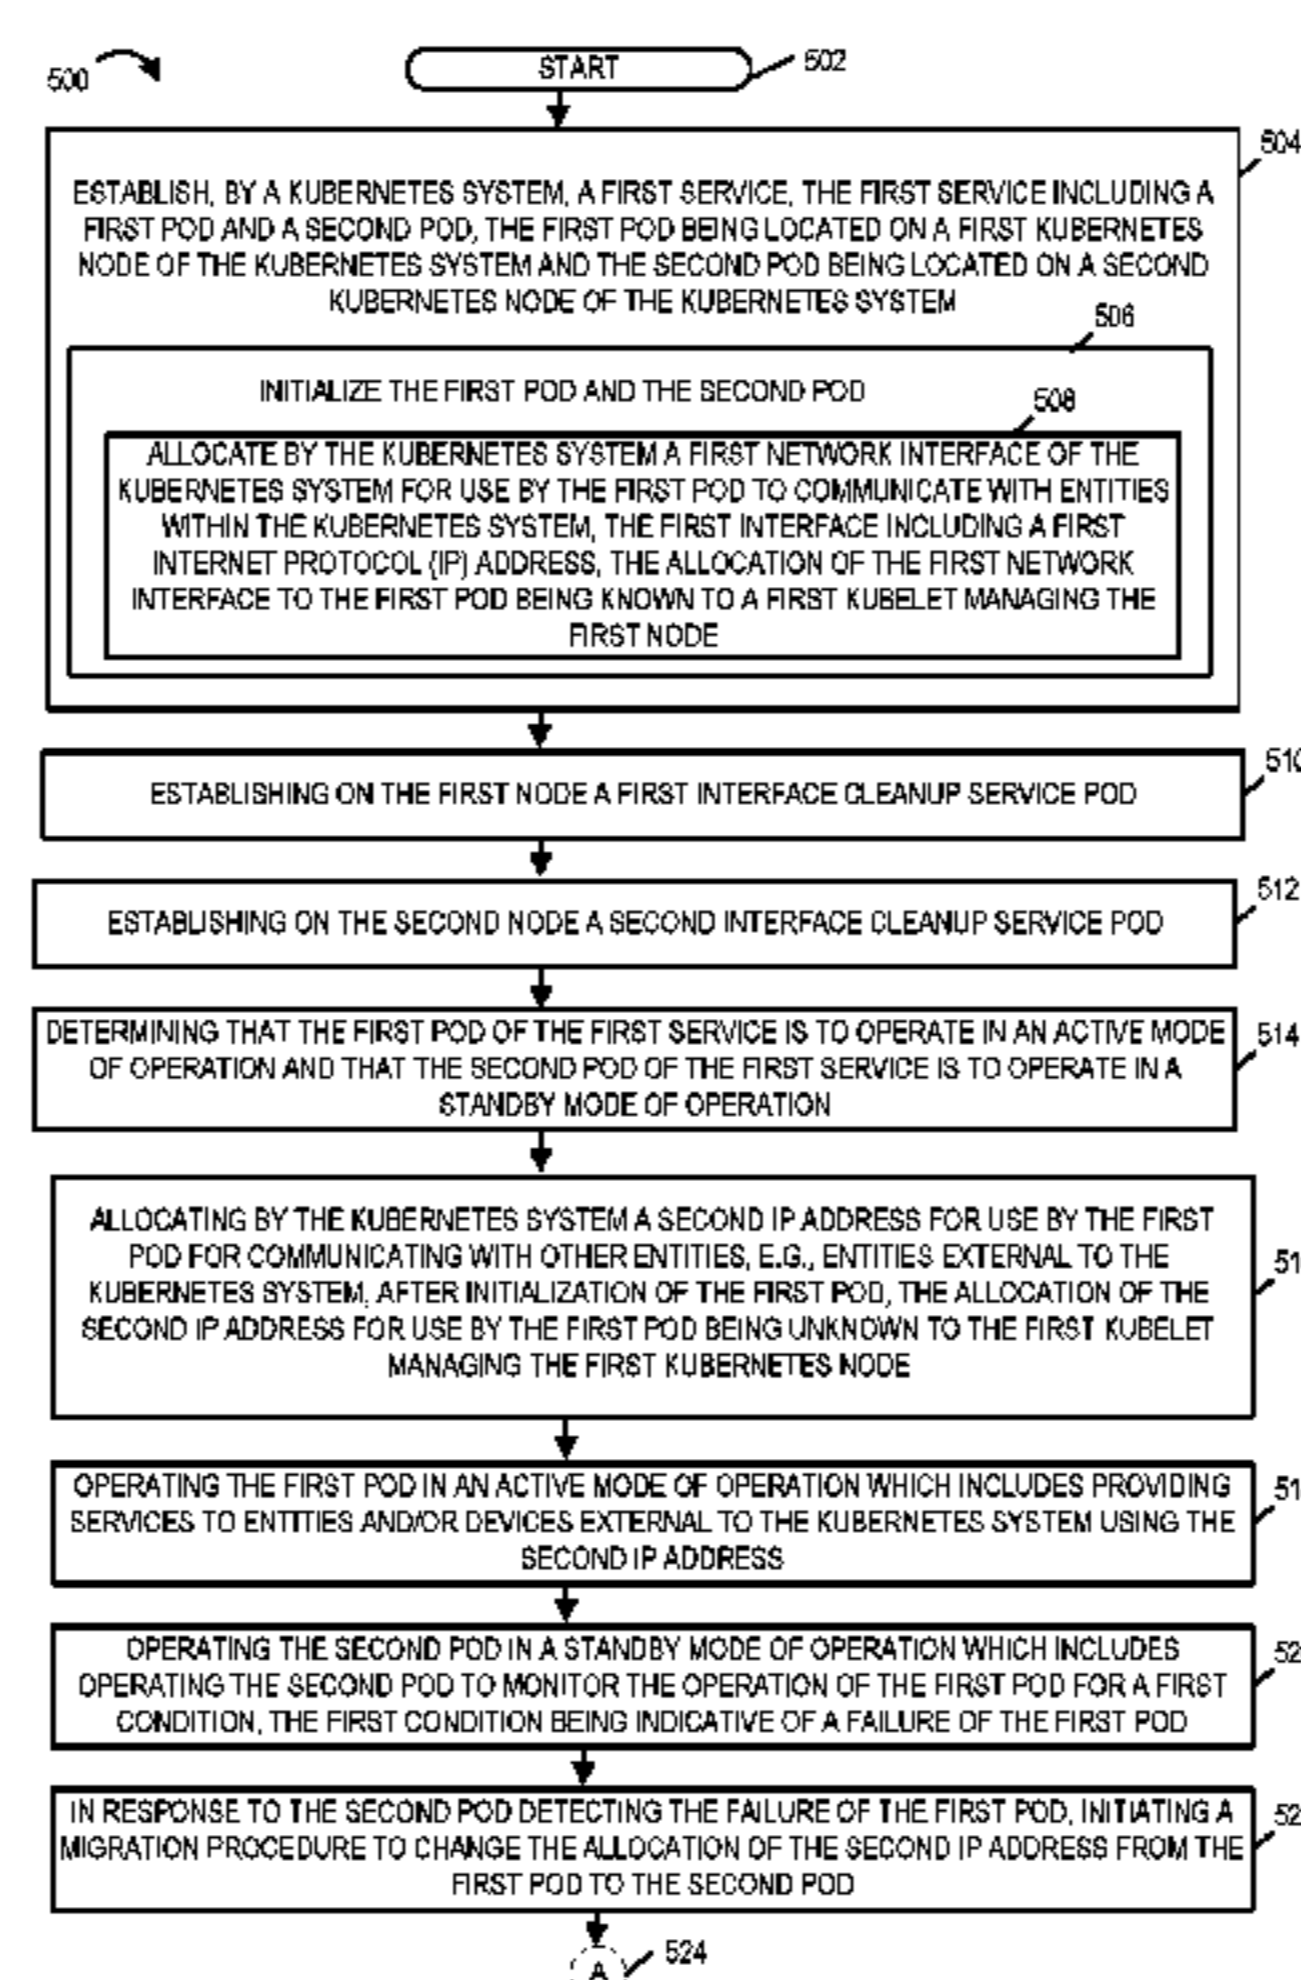 500
START
502
504
ESTABLISH, BY A KUBERNETES SYSTEM, A FIRST SERVICE, THE FIRST SERVICE INCLUDING A
FIRST POD AND A SECOND POD, THE FIRST POD BEING LOCATED ON A FIRST KUBERNETES
NODE OF THE KUBERNETES SYSTEM AND THE SECOND POD BEING LOCATED ON A SECOND
KUBERNETES NODE OF THE KUBERNETES SYSTEM
506
INITIALIZE THE FIRST POD AND THE SECOND POD
508
ALLOCATE BY THE KUBERNETES SYSTEM A FIRST NETWORK INTERFACE OF THE
KUBERNETES SYSTEM FOR USE BY THE FIRST POD TO COMMUNICATE WITH ENTITIES
WITHIN THE KUBERNETES SYSTEM, THE FIRST INTERFACE INCLUDING A FIRST
INTERNET PROTOCOL (IP) ADDRESS, THE ALLOCATION OF THE FIRST NETWORK
INTERFACE TO THE FIRST POD BEING KNOWN TO A FIRST KUBELET MANAGING THE
FIRST NODE
510
ESTABLISHING ON THE FIRST NODE A FIRST INTERFACE CLEANUP SERVICE POD
512
ESTABLISHING ON THE SECOND NODE A SECOND INTERFACE CLEANUP SERVICE POD
DETERMINING THAT THE FIRST POD OF THE FIRST SERVICE IS TO OPERATE IN AN ACTIVE MODE
OF OPERATION AND THAT THE SECOND POD OF THE FIRST SERVICE IS TO OPERATE IN A
STANDBY MODE OF OPERATION
514
ALLOCATING BY THE KUBERNETES SYSTEM A SECOND IP ADDRESS FOR USE BY THE FIRST
POD FOR COMMUNICATING WITH OTHER ENTITIES, E.G., ENTITIES EXTERNAL TO THE
KUBERNETES SYSTEM, AFTER INITIALIZATION OF THE FIRST POD, THE ALLOCATION OF THE
SECOND IP ADDRESS FOR USE BY THE FIRST POD BEING UNKNOWN TO THE FIRST KUBELET
MANAGING THE FIRST KUBERNETES NODE
51
OPERATING THE FIRST POD IN AN ACTIVE MODE OF OPERATION WHICH INCLUDES PROVIDING
SERVICES TO ENTITIES AND/OR DEVICES EXTERNAL TO THE KUBERNETES SYSTEM USING THE
SECOND IP ADDRESS
51
OPERATING THE SECOND POD IN A STANDBY MODE OF OPERATION WHICH INCLUDES
OPERATING THE SECOND POD TO MONITOR THE OPERATION OF THE FIRST POD FOR A FIRST
CONDITION, THE FIRST CONDITION BEING INDICATIVE OF A FAILURE OF THE FIRST POD
52
IN RESPONSE TO THE SECOND POD DETECTING THE FAILURE OF THE FIRST POD, INITIATING A
MIGRATION PROCEDURE TO CHANGE THE ALLOCATION OF THE SECOND IP ADDRESS FROM THE
FIRST POD TO THE SECOND POD
52
A
524